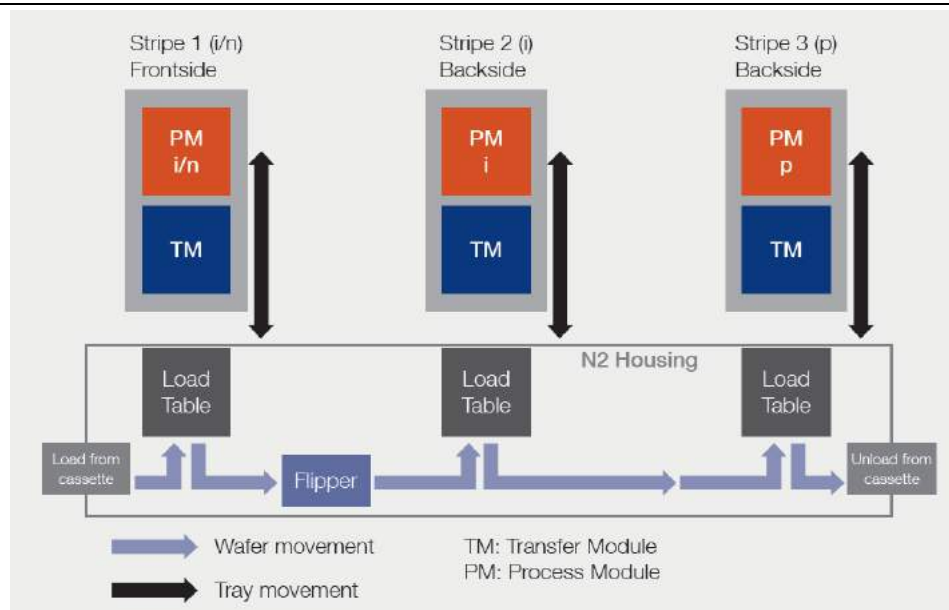 Stripe 1 (i/n)
Frontside
Stripe 2 (i)
Backside
Stripe 3 (p)
Backside
PM
i/n
PM
i
PM
p
TM
TM
TM
N2 Housing
Load
Table
Load
Table
Load
Table
Load from
cassette
Flipper
Unload from
cassette
Wafer movement
TM: Transfer Module
PM: Process Module
Tray movement